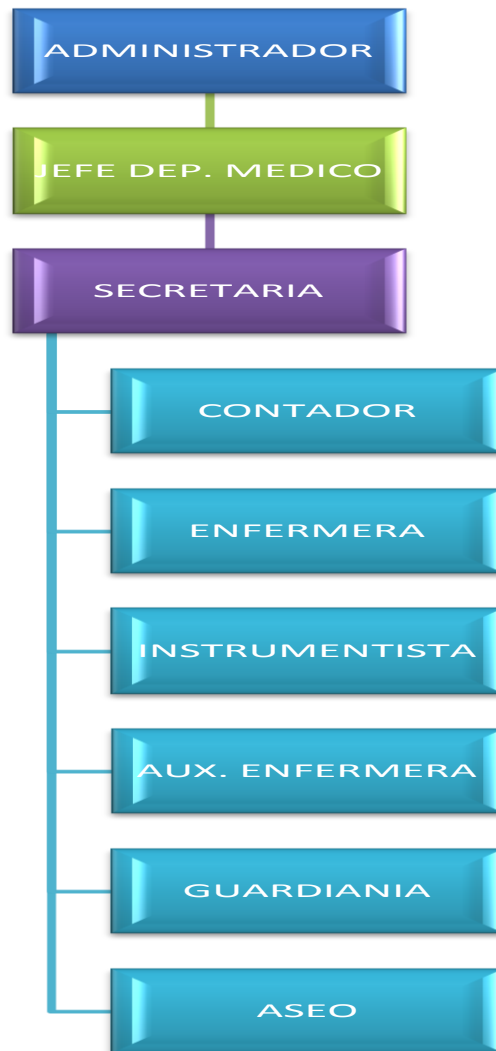 ADMINISTRADOR
JEFE DEP. MEDICO
SECRETARIA
CONTADOR
ENFERMERA
INSTRUMENTISTA
AUX. ENFERMERA
GUARDIANIA
ASEO